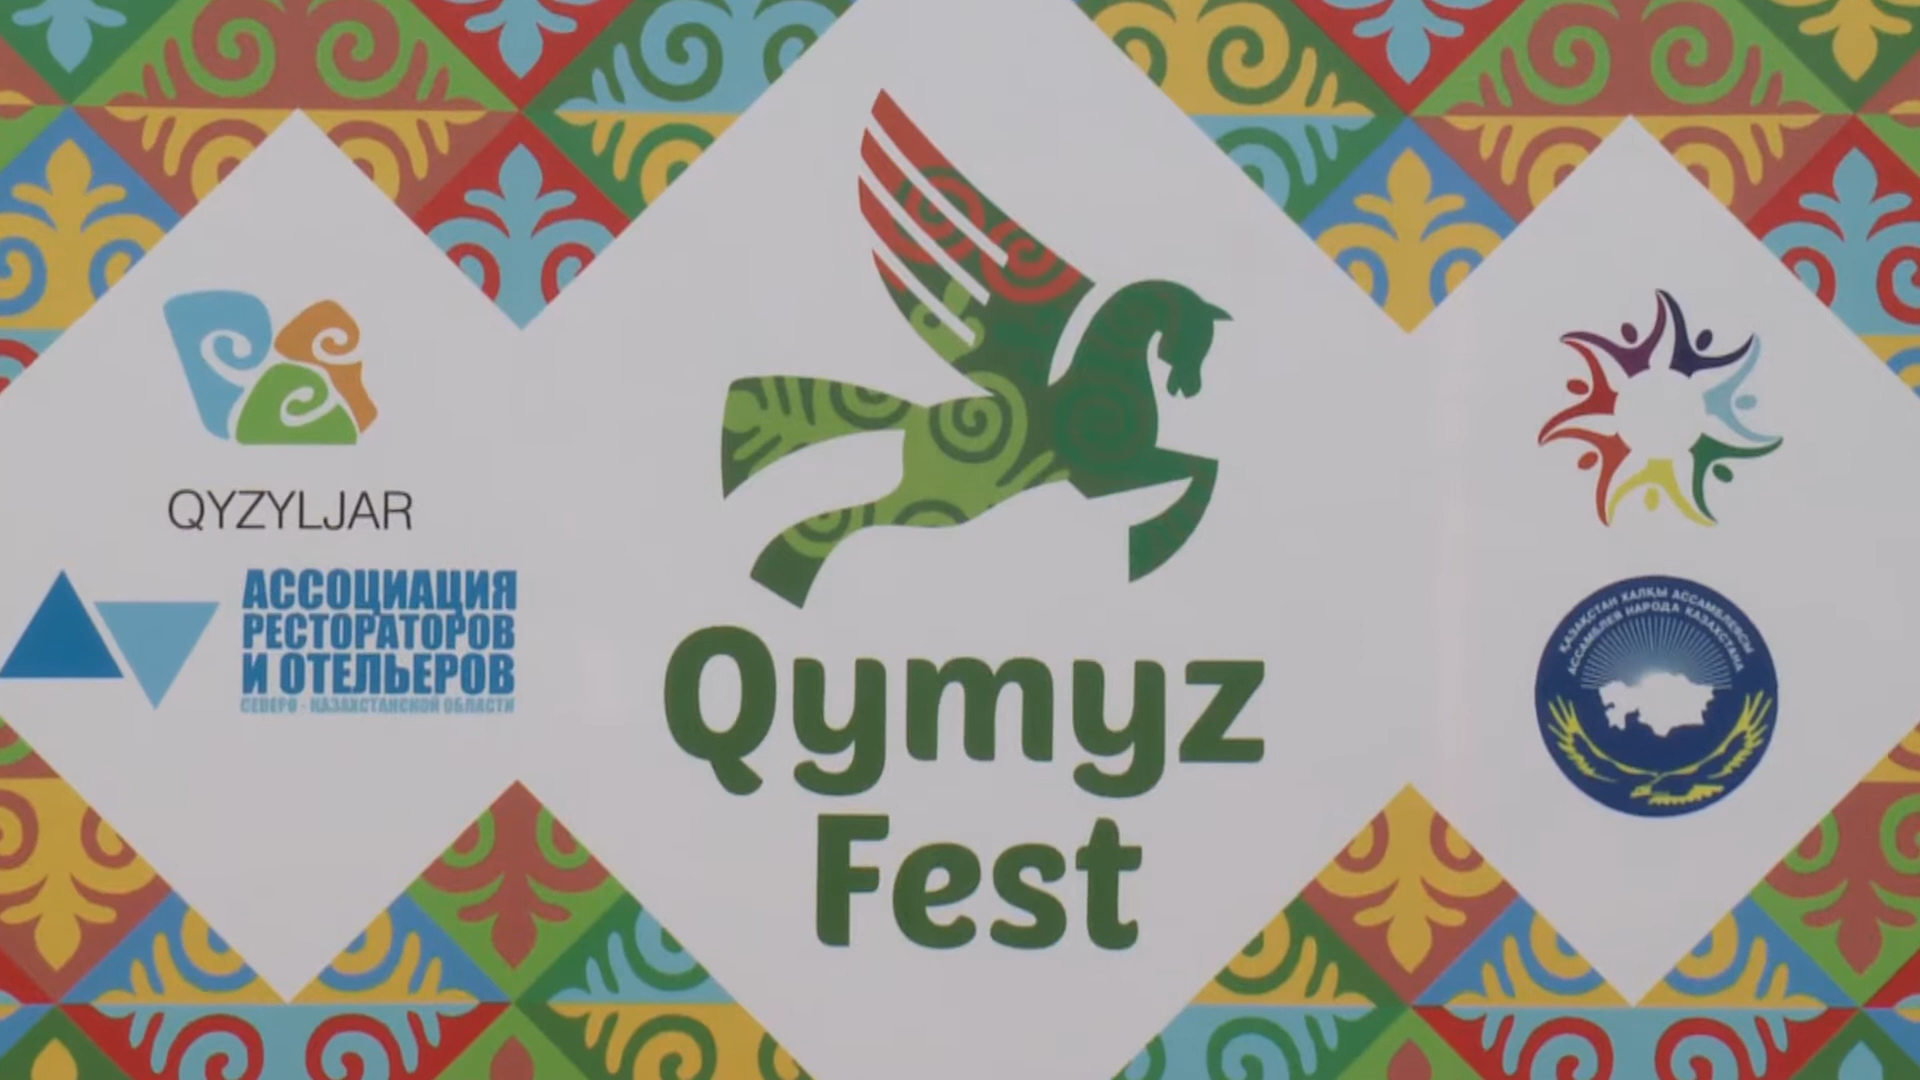 QYZYLJAR
АССОЦИАЦИЯ
РЕСТОРАТОРОВ
И ОТЕЛЬЕРОВ
СЕВЕРО - КАЗАХСТАНСКОЙ ОБЛАСТИ
Qymyz
Fest
ҚАЗАҚСТАН ХАЛҚЫ АССАМБЛЕЯСЫ
АССАМБЛЕЯ НАРОДА КАЗАХСТАНА